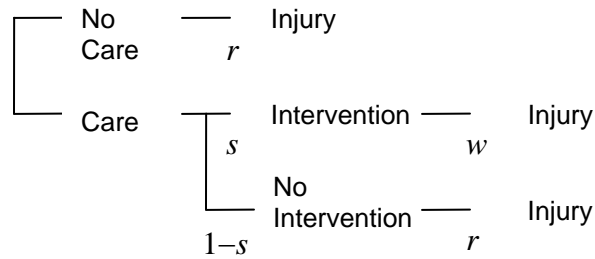 No Care Injury
r
Care Intervention Injury
s w
No Intervention Injury
1–s r